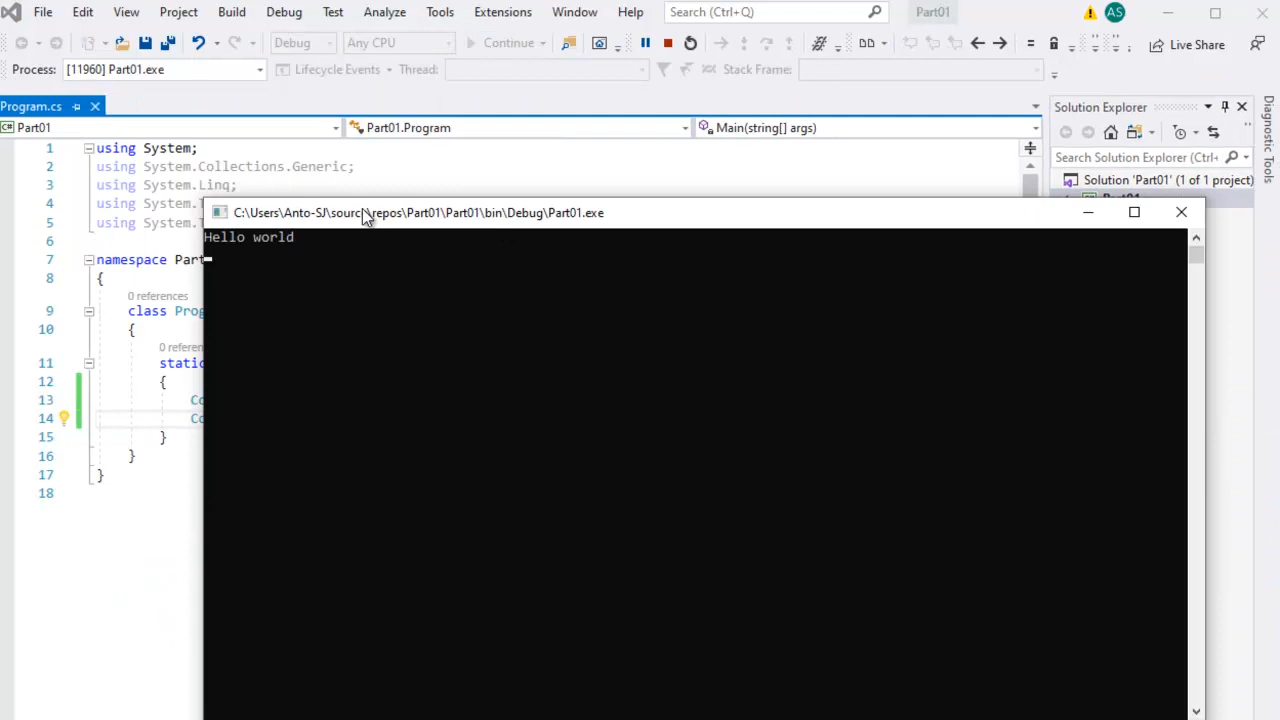 File Edit View Project Build Debug Test Analyze Tools Extensions Window Help Search (Ctrl+Q) Part01 AS
Debug Any CPU Continue Live Share
Process: [11960] Part01.exe Lifecycle Events Thread: Stack Frame:
Program.cs
C# Part01 Part01.Program Main(string[] args)
Solution Explorer
Search Solution Explorer (Ctrl+
Solution 'Part01' (1 of 1 project)
Part01
Diagnostic Tools
1 using System;
2 using System.Collections.Generic;
3 using System.Linq;
4 using System.T
5 using System.T
6
7 namespace Part
8 {
0 references
9 class Prog
10 {
0 referen
11 static
12 {
13 Co
14 Co
15 }
16 }
17 }
18
C:\Users\Anto-SJ\source\repos\Part01\Part01\bin\Debug\Part01.exe
Hello world